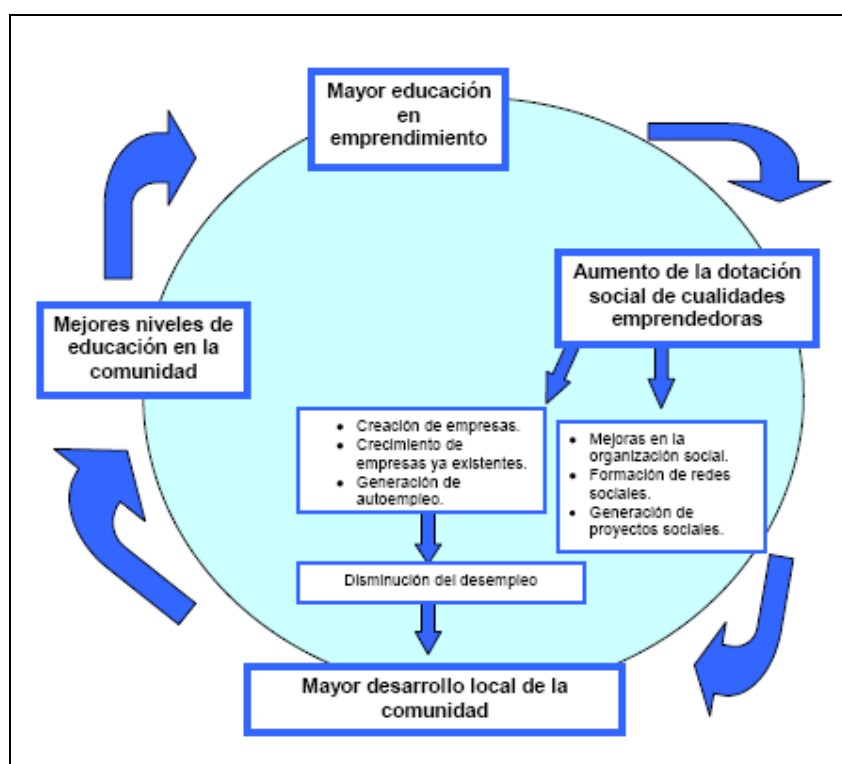 Mayor educación
en
emprendimiento
Aumento de la dotación
social de cualidades
emprendedoras
Mejores niveles de
educación en la
comunidad
• Creación de empresas.
• Crecimiento de
empresas ya existentes.
• Generación de
autoempleo.
• Mejoras en la
organización social.
• Formación de redes
sociales.
• Generación de
proyectos sociales.
Disminución del desempleo
Mayor desarrollo local de la
comunidad